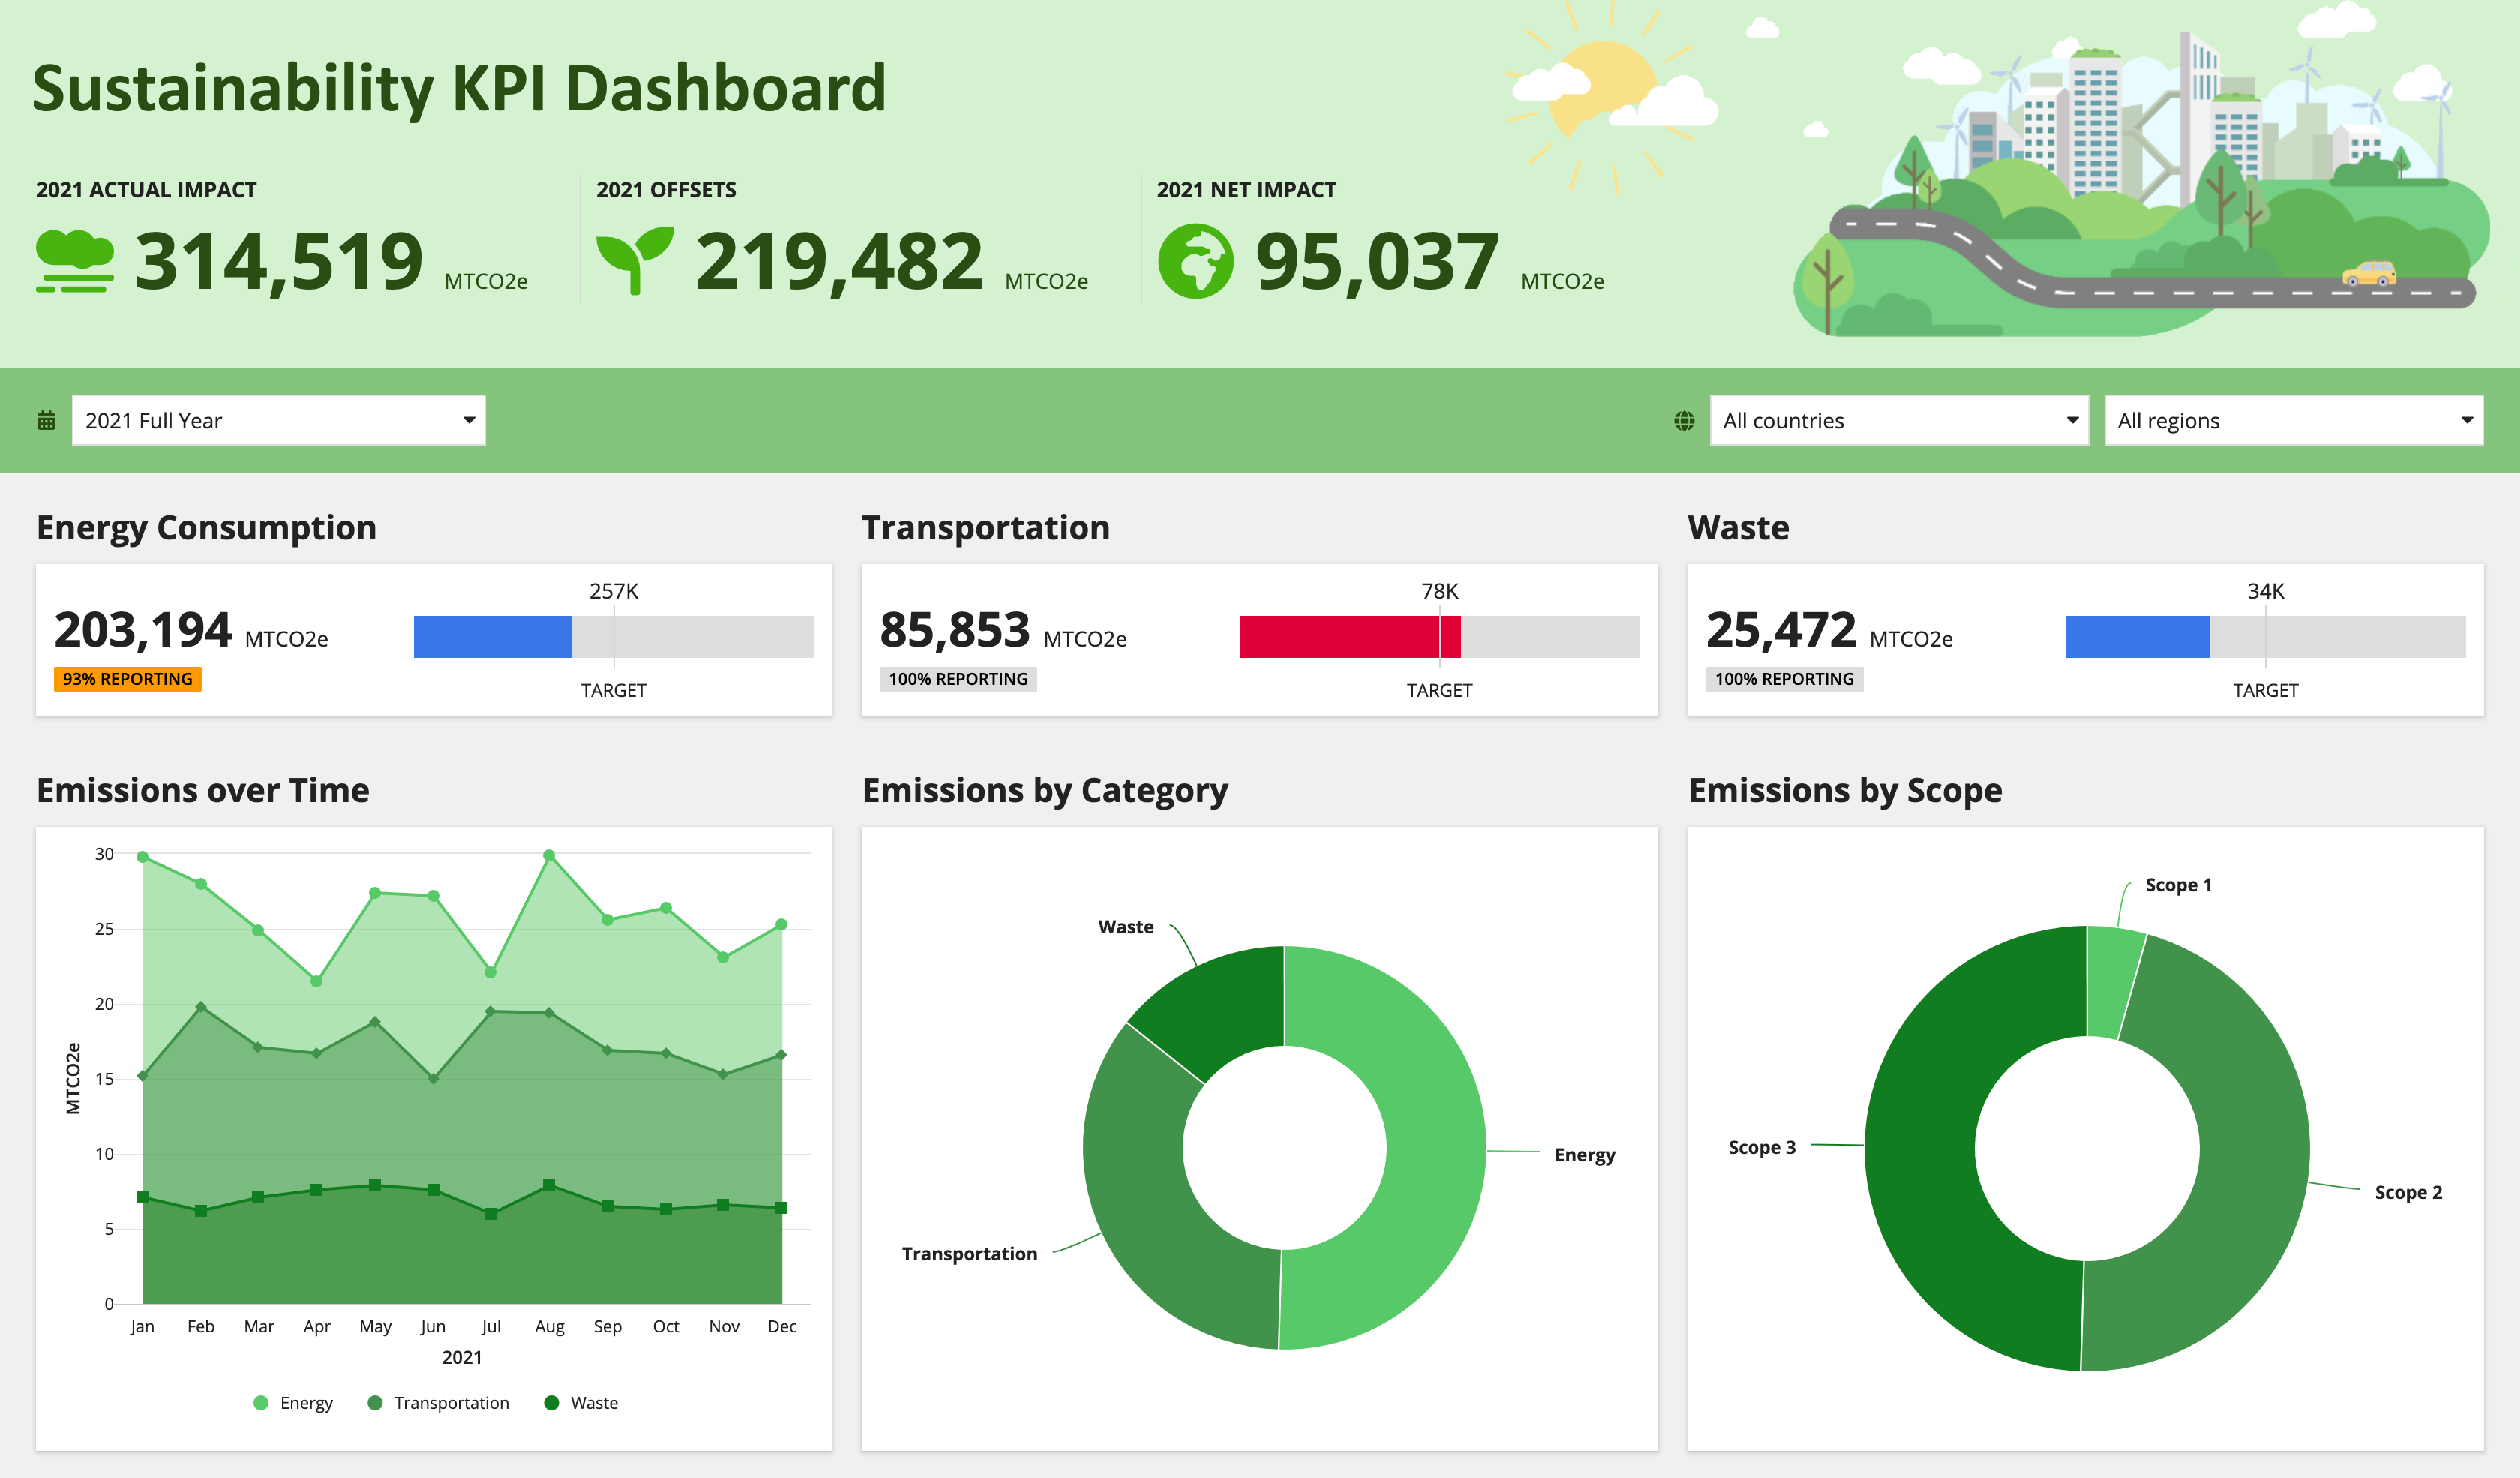 Sustainability KPI Dashboard
2021 ACTUAL IMPACT
314,519 MTCO2e
2021 OFFSETS
219,482 MTCO2e
2021 NET IMPACT
95,037 MTCO2e
2021 Full Year
All countries
All regions
Energy Consumption
203,194 MTCO2e
93% REPORTING
257K
TARGET
Transportation
85,853 MTCO2e
100% REPORTING
78K
TARGET
Waste
25,472 MTCO2e
100% REPORTING
34K
TARGET
Emissions over Time
30
25
20
15
10
5
0
MTCO2e
Jan Feb Mar Apr May Jun Jul Aug Sep Oct Nov Dec
2021
Energy Transportation Waste
Emissions by Category
Waste
Energy
Transportation
Emissions by Scope
Scope 1
Scope 3
Scope 2